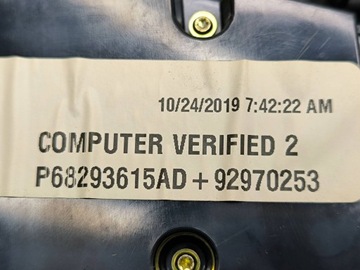 10/24/2019 7:42:22 AM
COMPUTER VERIFIED 2
P68293615AD + 92970253